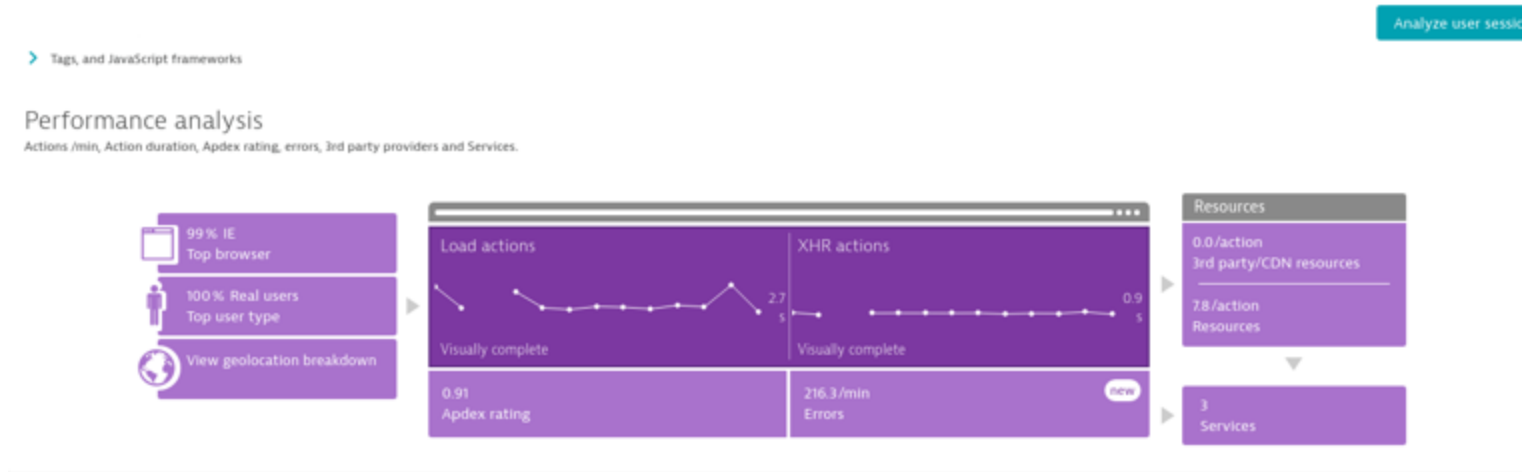 Analyze user sessio
Tags, and JavaScript frameworks
Performance analysis
Actions /min, Action duration, Apdex rating, errors, 3rd party providers and Services.
99% IE
Top browser
100% Real users
Top user type
View geolocation breakdown
Load actions
2.7
s
Visually complete
XHR actions
0.9
s
Visually complete
0.91
Apdex rating
216.3/min
Errors
new
Resources
0.0/action
3rd party/CDN resources
7.8/action
Resources
3
Services